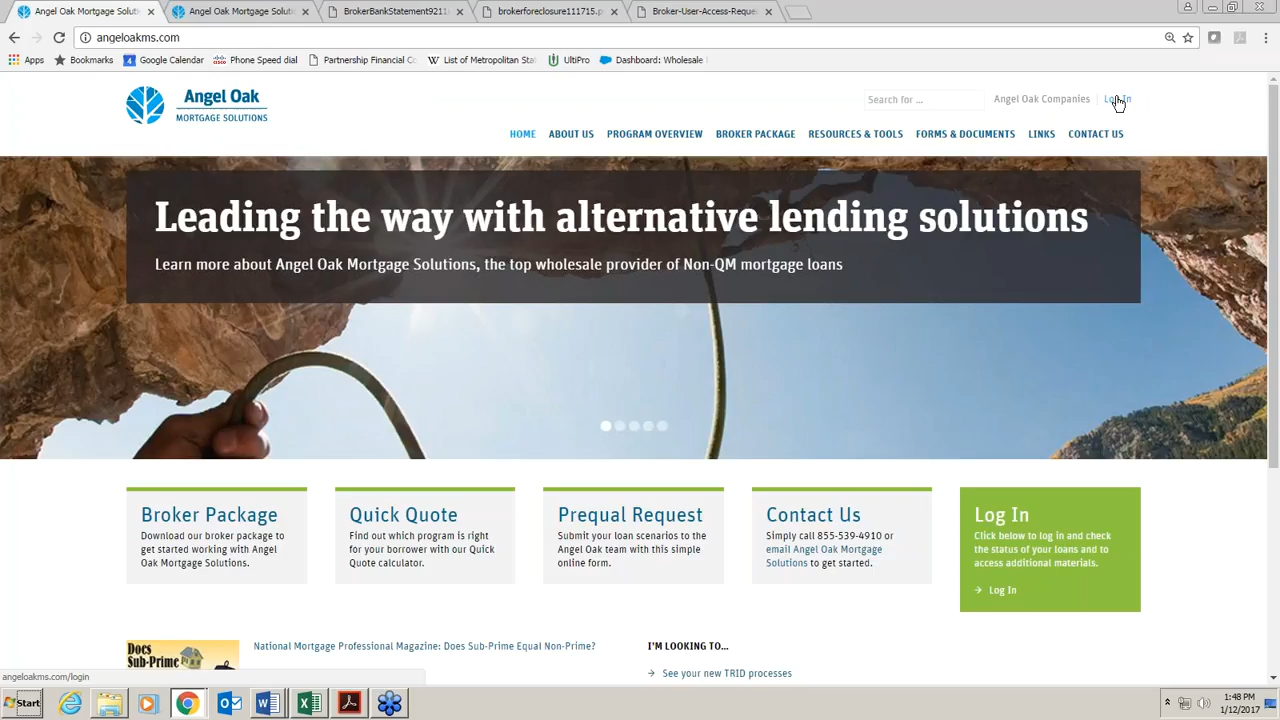 Angel Oak Mortgage Soluti
Angel Oak Mortgage Soluti
BrokerBankStatement9211
brokerforeclosure111715.p
Broker-User-Access-Reque
angeloakms.com
Apps
Bookmarks
Google Calendar
Phone Speed dial
Partnership Financial C
List of Metropolitan Sta
UltiPro
Dashboard: Wholesale
Angel Oak
MORTGAGE SOLUTIONS
Search for ...
Angel Oak Companies
Log In
HOME
ABOUT US
PROGRAM OVERVIEW
BROKER PACKAGE
RESOURCES & TOOLS
FORMS & DOCUMENTS
LINKS
CONTACT US
Leading the way with alternative lending solutions
Learn more about Angel Oak Mortgage Solutions, the top wholesale provider of Non-QM mortgage loans
Broker Package
Download our broker package to
get started working with Angel
Oak Mortgage Solutions.
Quick Quote
Find out which program is right
for your borrower with our Quick
Quote calculator.
Prequal Request
Submit your loan scenarios to the
Angel Oak team with this simple
online form.
Contact Us
Simply call 855-539-4910 or
email Angel Oak Mortgage
Solutions to get started.
Log In
Click below to log in and check
the status of your loans and to
access additional materials.
Log In
Docs
Sub-Prime
National Mortgage Professional Magazine: Does Sub-Prime Equal Non-Prime?
I'M LOOKING TO...
See your new TRID processes
angeloakms.com/login
Start
1:48 PM
1/12/2017